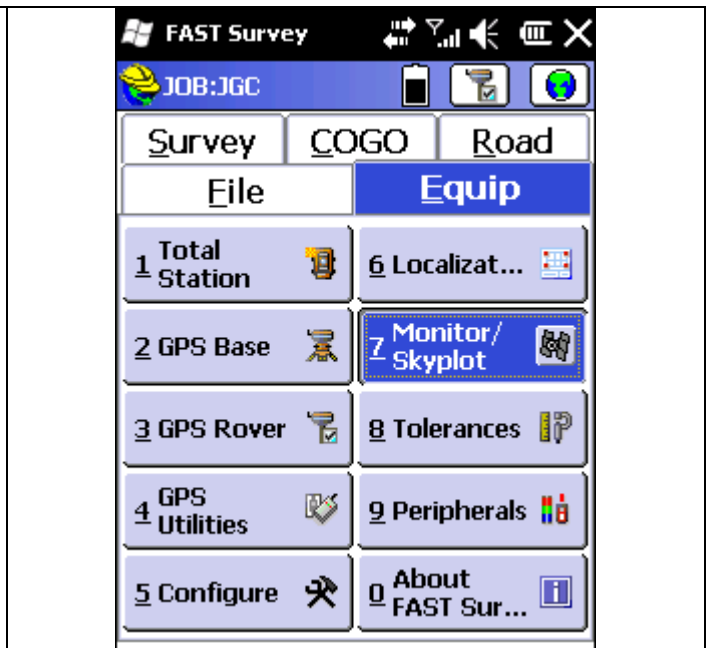 FAST Survey
JOB:JGC
Survey COGO Road
File Equip
1 Total
Station
6 Localizat...
2 GPS Base
7 Monitor/
Skyplot
3 GPS Rover
8 Tolerances
4 GPS
Utilities
9 Peripherals
5 Configure
0 About
FAST Sur...